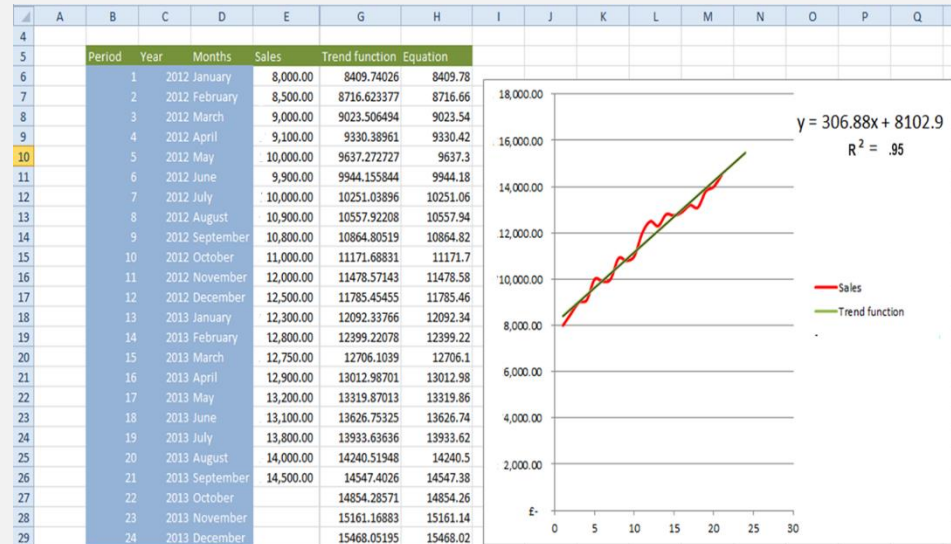 A B C D E G H I J K L M N O P Q
4
5 Period Year Months Sales Trend function Equation
6 1 2012 January 8,000.00 8409.74026 8409.78
7 2 2012 February 8,500.00 8716.623377 8716.66
8 3 2012 March 9,000.00 9023.506494 9023.54
9 4 2012 April 9,100.00 9330.38961 9330.42
10 5 2012 May 10,000.00 9637.272727 9637.3
11 6 2012 June 9,900.00 9944.155844 9944.18
12 7 2012 July 10,000.00 10251.03896 10251.06
13 8 2012 August 10,900.00 10557.92208 10557.94
14 9 2012 September 10,800.00 10864.80519 10864.82
15 10 2012 October 11,000.00 11171.68831 11171.7
16 11 2012 November 12,000.00 11478.57143 11478.58
17 12 2012 December 12,500.00 11785.45455 11785.46
18 13 2013 January 12,300.00 12092.33766 12092.34
19 14 2013 February 12,800.00 12399.22078 12399.22
20 15 2013 March 12,750.00 12706.1039 12706.1
21 16 2013 April 12,900.00 13012.98701 13012.98
22 17 2013 May 13,200.00 13319.87013 13319.86
23 18 2013 June 13,100.00 13626.75325 13626.74
24 19 2013 July 13,800.00 13933.63636 13933.62
25 20 2013 August 14,000.00 14240.51948 14240.5
26 21 2013 September 14,500.00 14547.4026 14547.38
27 22 2013 October 14854.28571 14854.26
28 23 2013 November 15161.16883 15161.14
29 24 2013 December 15468.05195 15468.02
18,000.00
16,000.00
14,000.00
12,000.00
10,000.00
8,000.00
6,000.00
4,000.00
2,000.00
£-
0 5 10 15 20 25 30
y = 306.88x + 8102.9
R² = .95
Sales
Trend function